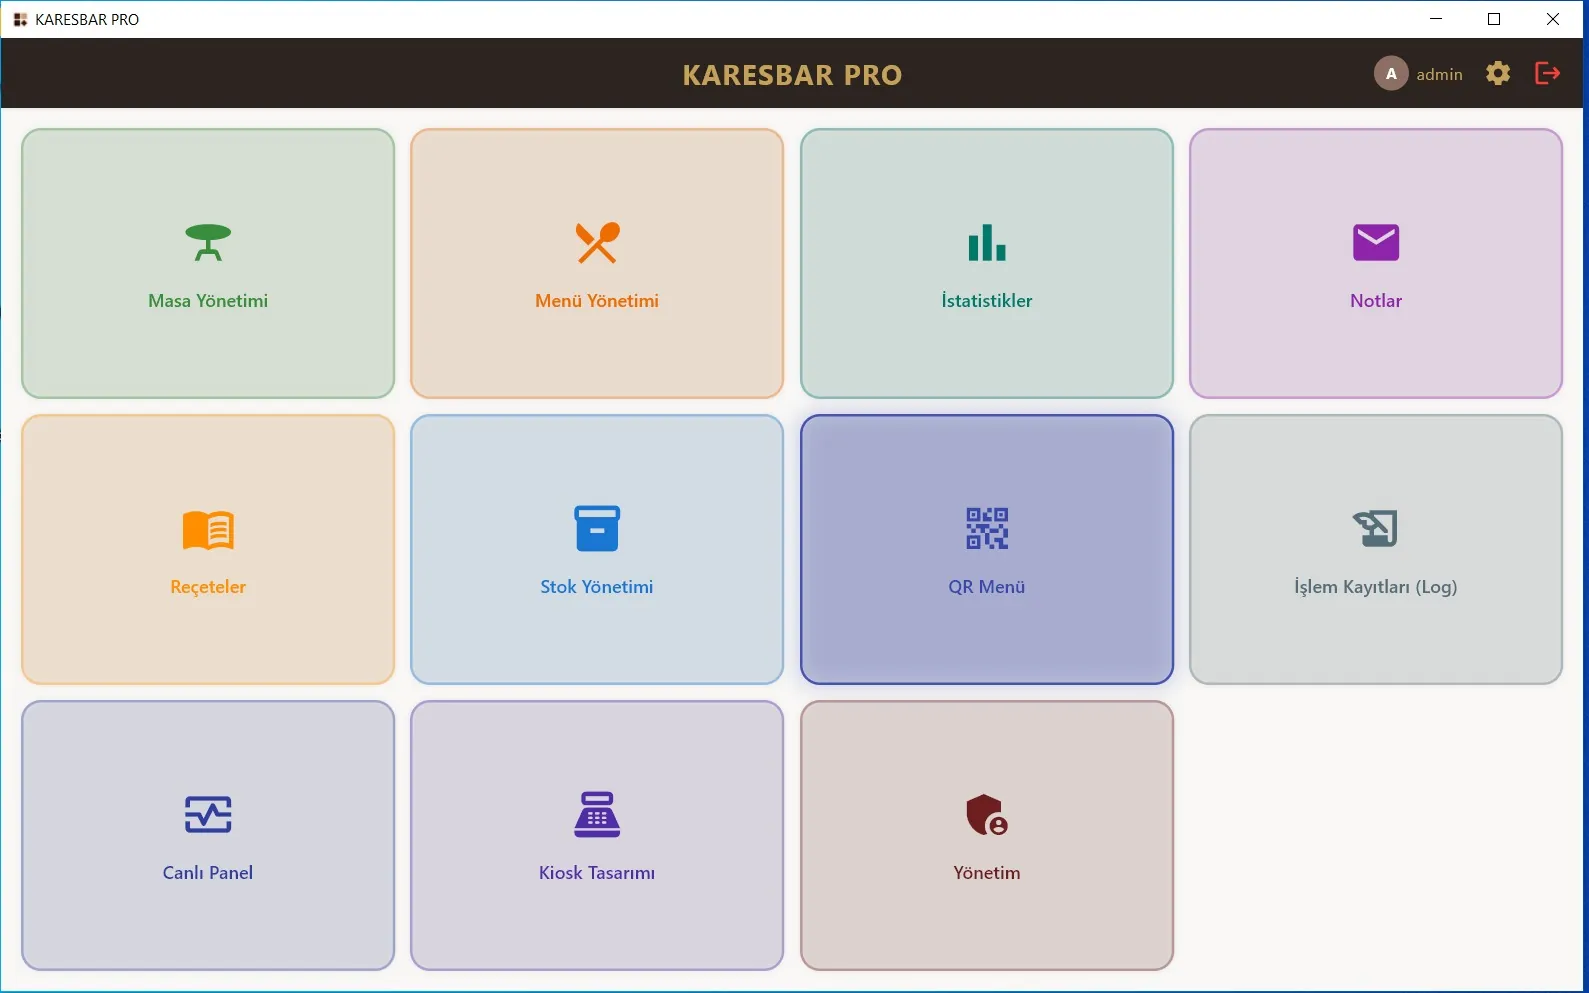 KARESBAR PRO
KARESBAR PRO
A admin
Masa Yönetimi
Menü Yönetimi
İstatistikler
Notlar
Reçeteler
Stok Yönetimi
QR Menü
İşlem Kayıtları (Log)
Canlı Panel
Kiosk Tasarımı
Yönetim